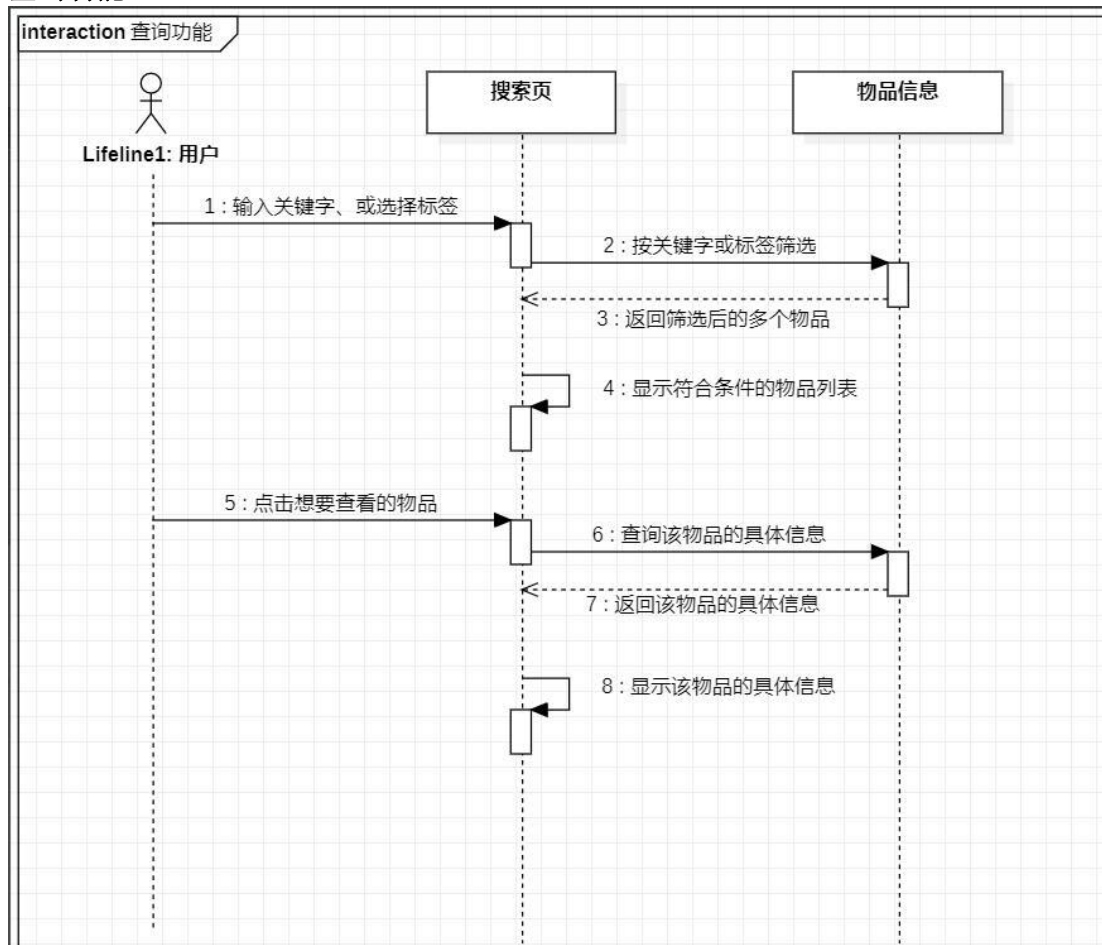 interaction 查询功能
搜索页
物品信息
Lifeline1: 用户
1 : 输入关键字、或选择标签
2 : 按关键字或标签筛选
3 : 返回筛选后的多个物品
4 : 显示符合条件的物品列表
5 : 点击想要查看的物品
6 : 查询该物品的具体信息
7 : 返回该物品的具体信息
8 : 显示该物品的具体信息